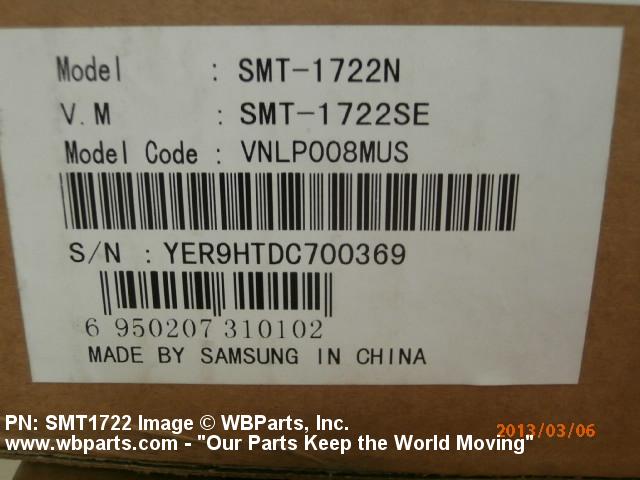 Model : SMT-1722N
V.M : SMT-1722SE
Model Code : VNLP008MUS
S/N : YER9HTDC700369
6 950207 310102
MADE BY SAMSUNG IN CHINA
PN: SMT1722 Image © WBParts, Inc.
2013/03/06
www.wbparts.com - "Our Parts Keep the World Moving"